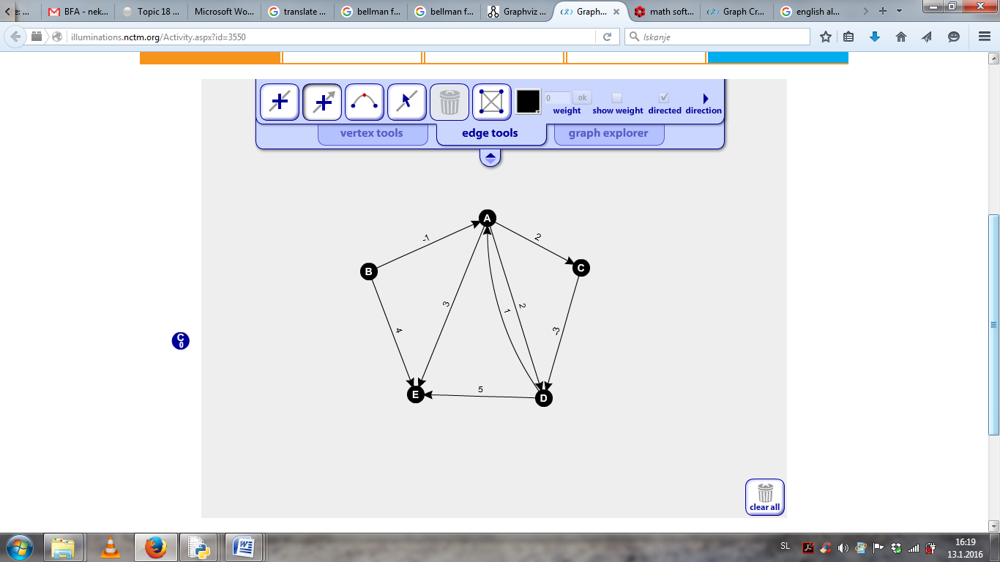 e: BFA - nek... Topic 18 ... Microsoft Wo... translate ... bellman f... bellman f... Graphviz ... Graph... math soft... Graph Cr... english al...
illuminations.nctm.org/Activity.aspx?id=3550 Iskanje
0 ok
weight show weight directed direction
vertex tools edge tools graph explorer
A
-1 2
B C
3 1 2
4 -3
C
0
5
E D
clear all
SL 16:19
13.1.2016